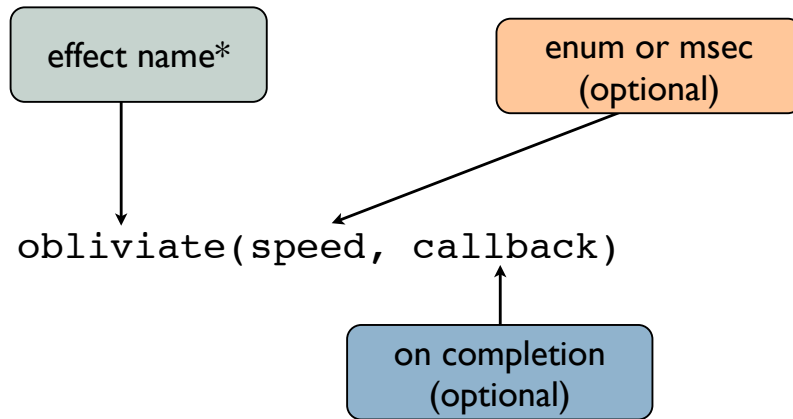 effect name*
enum or msec
(optional)
obliviate(speed, callback)
on completion
(optional)